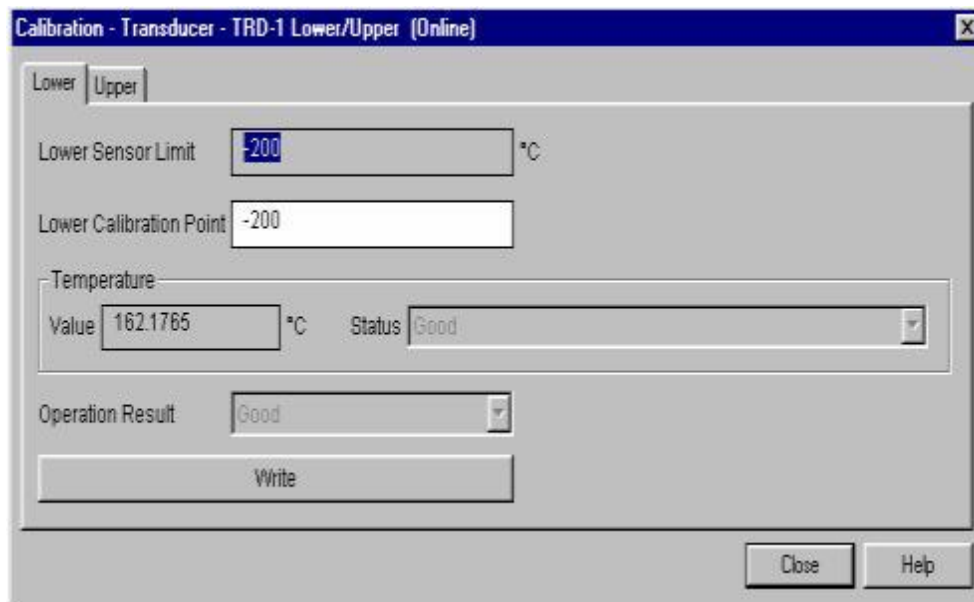 Calibration - Transducer - TRD-1 Lower/Upper (Online)
Lower Upper
Lower Sensor Limit -200 °C
Lower Calibration Point -200
Temperature
Value 162.1765 °C Status Good
Operation Result Good
Write
Close Help